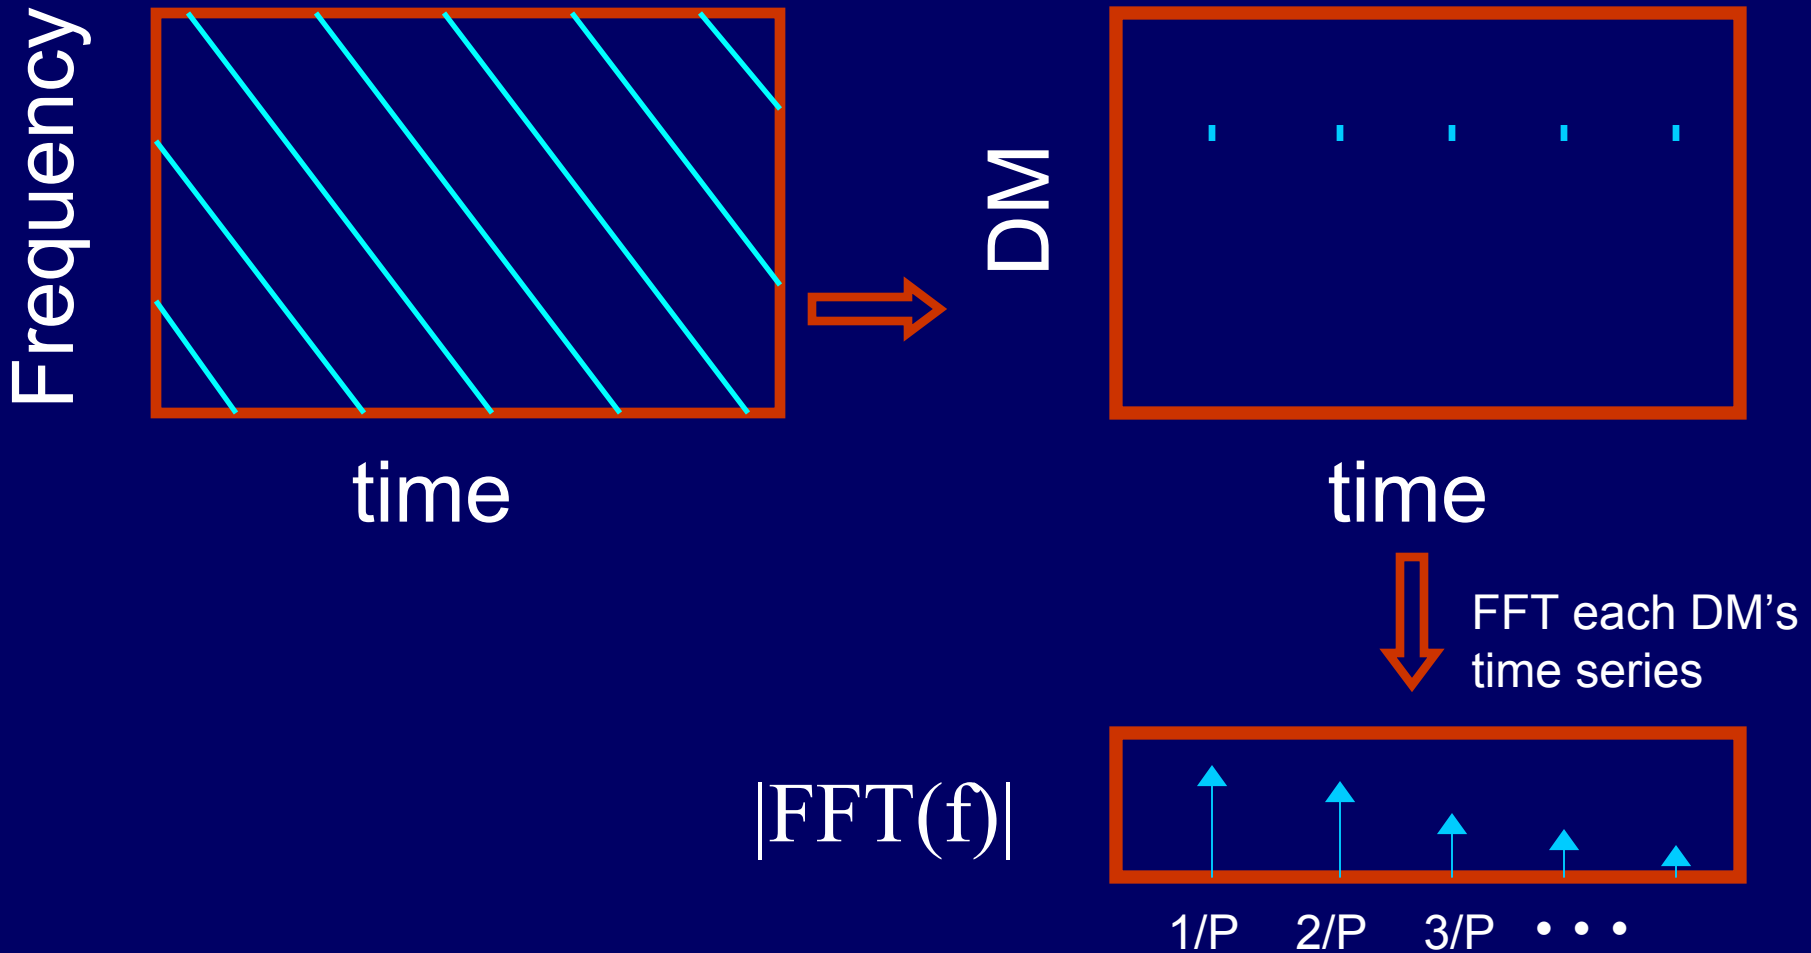 Frequency
time
DM
time
FFT each DM’s
time series
|FFT(f)|
1/P 2/P 3/P • • •